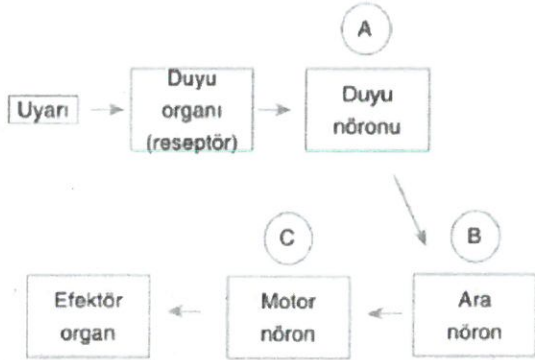 A
Uyarı
Duyu
organı
(reseptör)
Duyu
nöronu
C
B
Efektör
organ
Motor
nöron
Ara
nöron